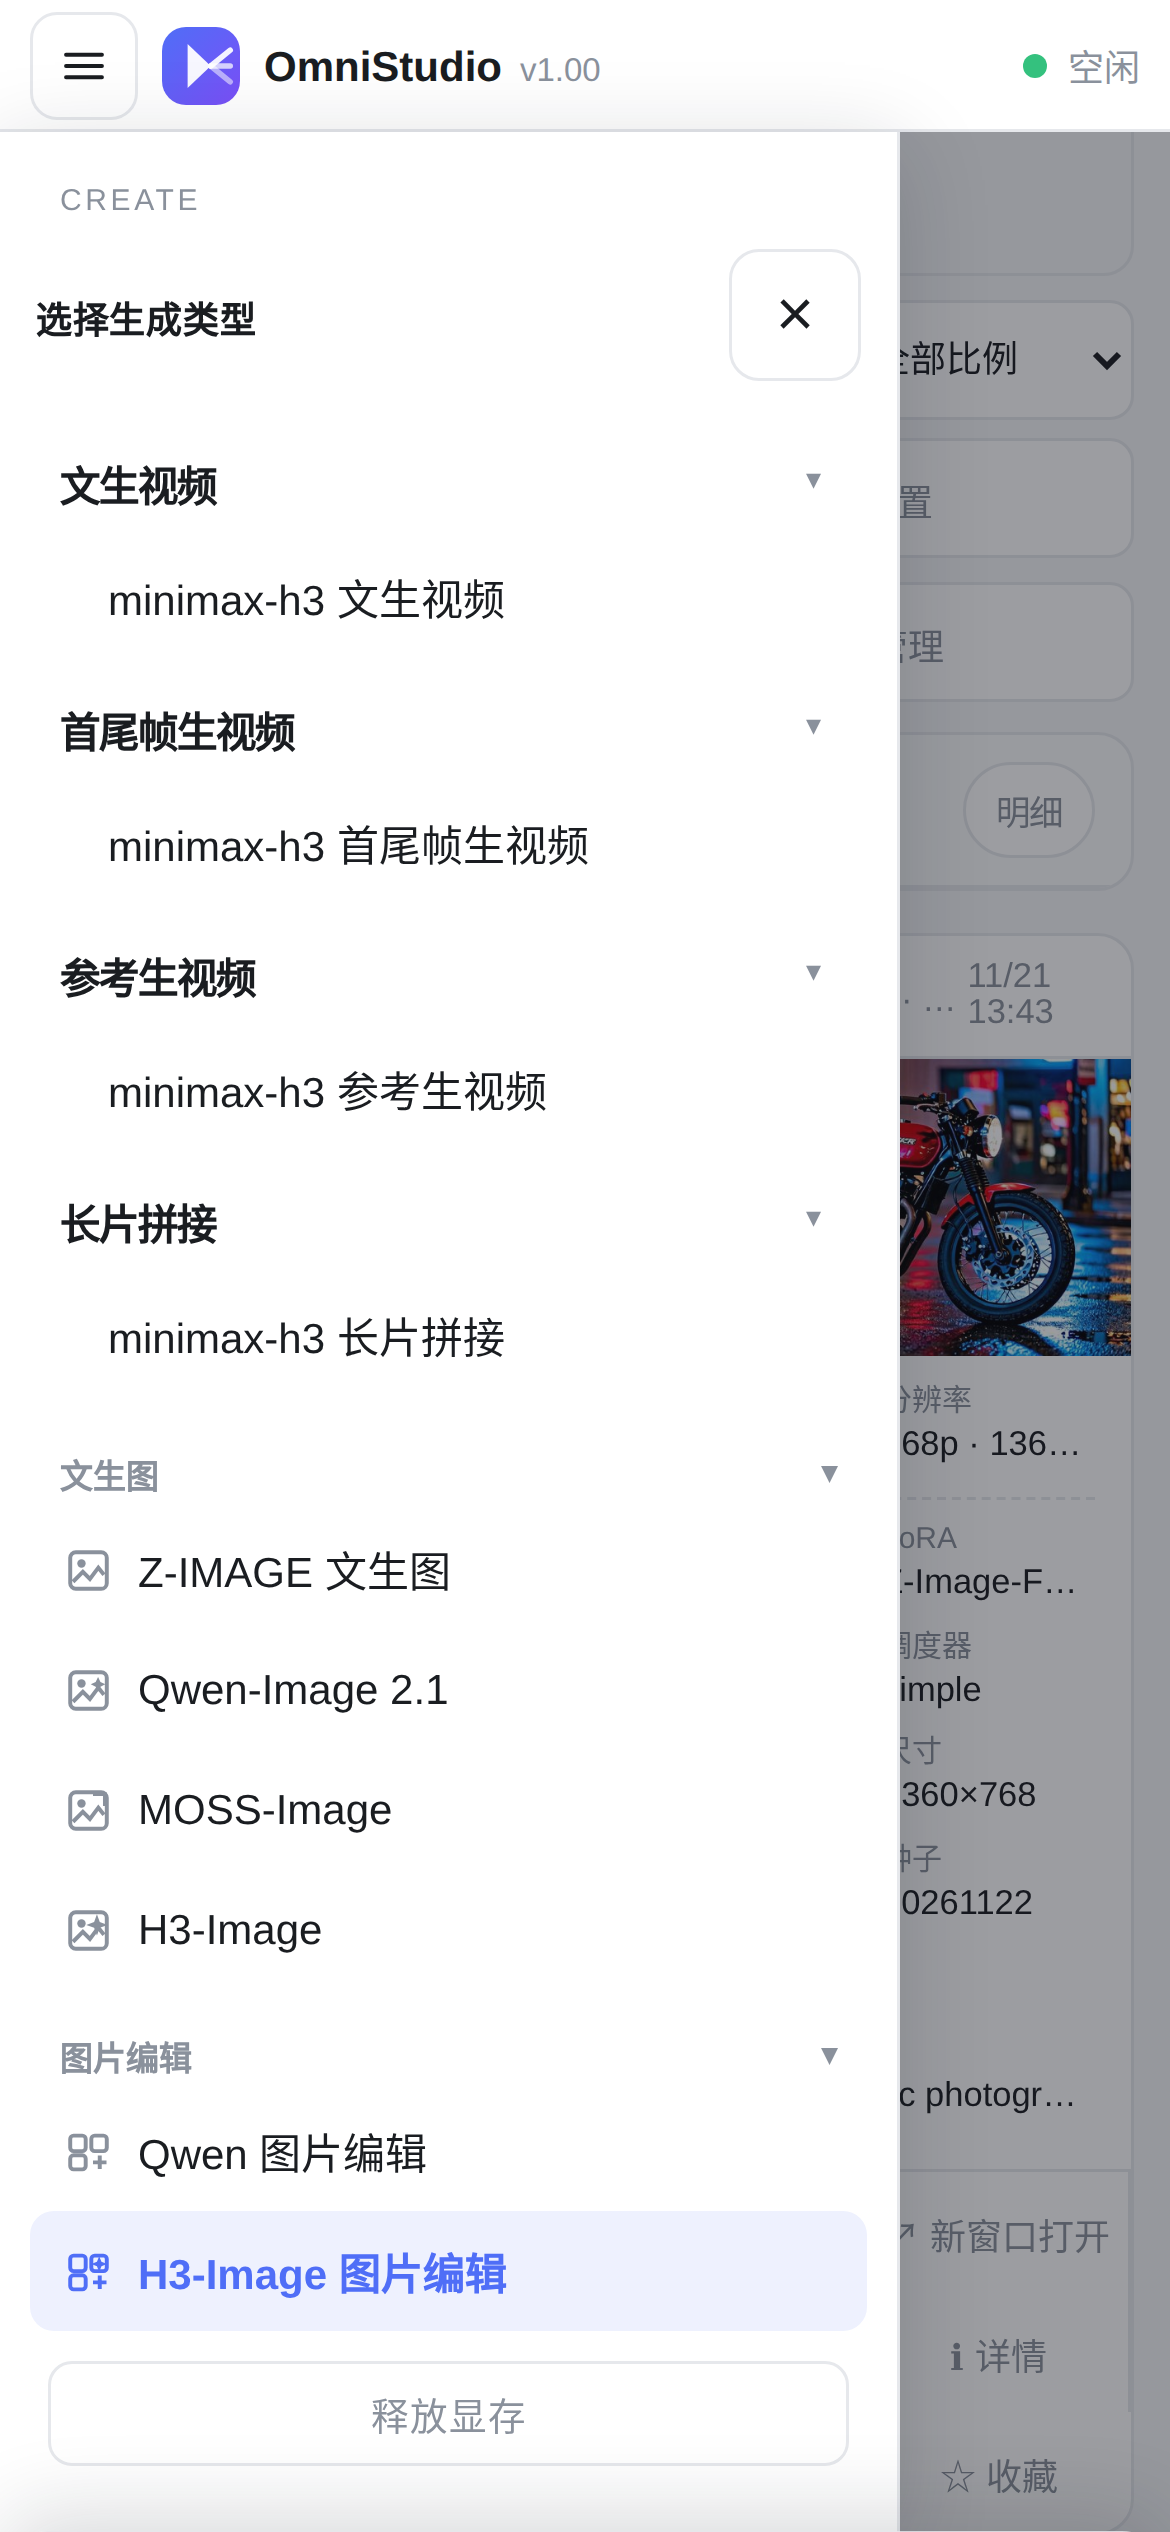 OmniStudio v1.00
空闲
CREATE
选择生成类型
文生视频
minimax-h3 文生视频
首尾帧生视频
minimax-h3 首尾帧生视频
参考生视频
minimax-h3 参考生视频
长片拼接
minimax-h3 长片拼接
文生图
Z-IMAGE 文生图
Qwen-Image 2.1
MOSS-Image
H3-Image
图片编辑
Qwen 图片编辑
H3-Image 图片编辑
释放显存
全部比例
置
管理
明细
· … 11/21
13:43
分辨率
68p · 136…
oRA
Z-Image-F…
调度器
imple
尺寸
360×768
种子
0261122
c photogr…
新窗口打开
详情
收藏